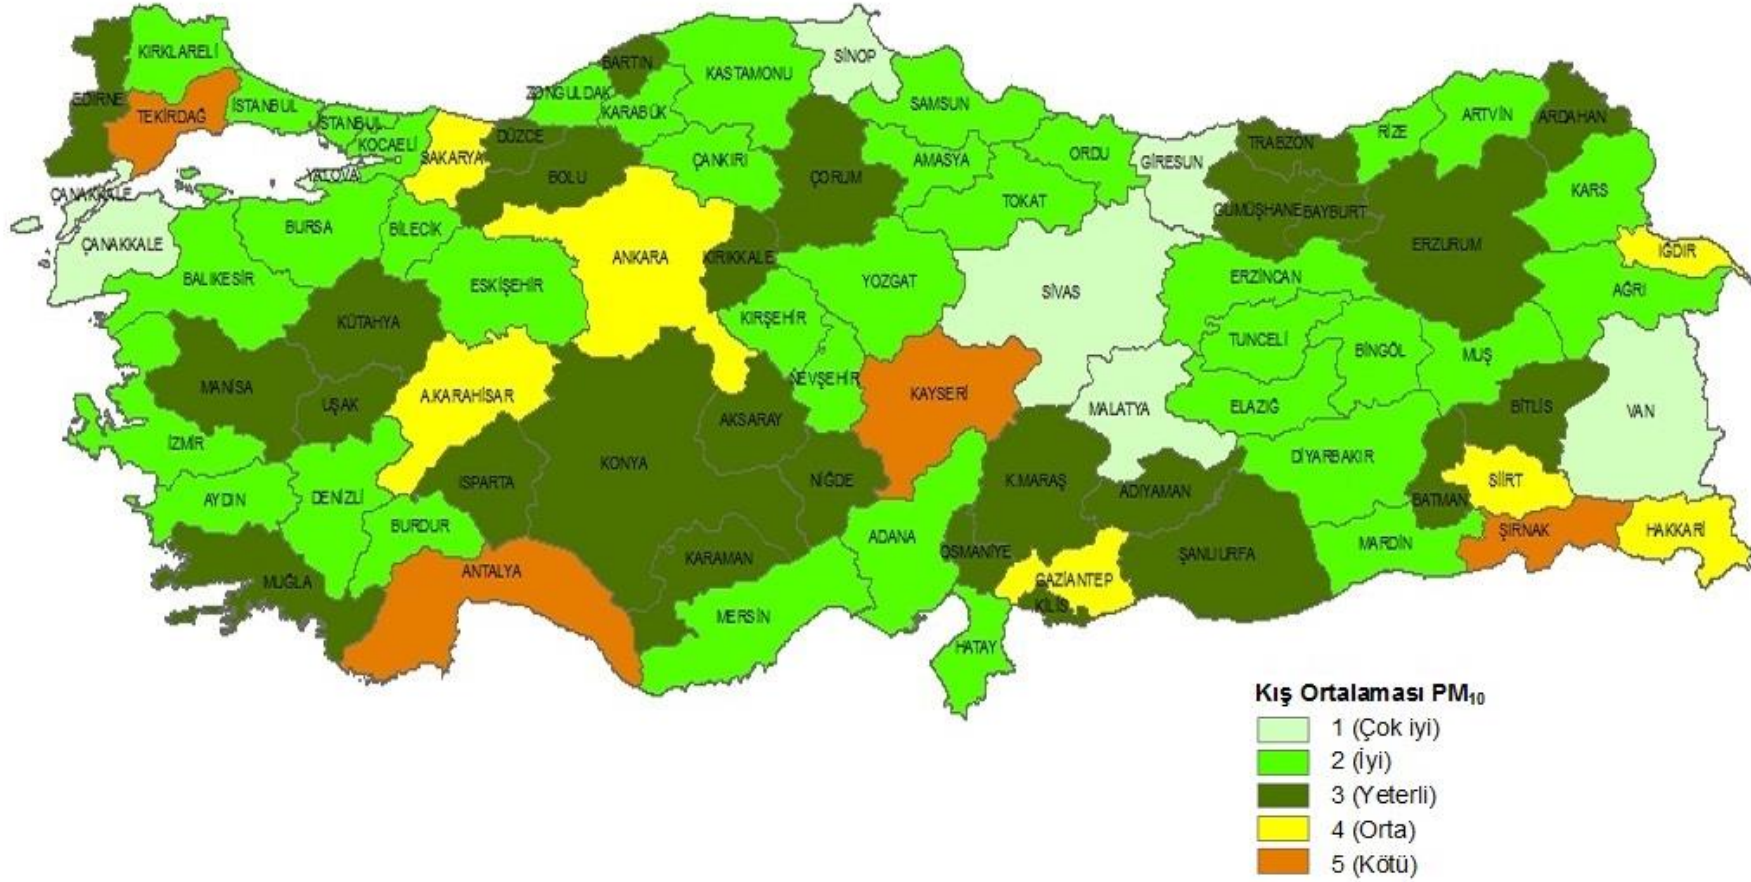 KIRKLARELİ
EDİRNE
TEKİRDAĞ
İSTANBUL
İSTANBUL
KOCAELİ
YALOVA
SAKARYA
DÜZCE
BOLU
ZONGULDAK
BARTIN
KARABÜK
KASTAMONU
SİNOP
SAMSUN
ÇANKIRI
ÇORUM
AMASYA
TOKAT
ORDU
GİRESUN
TRABZON
GÜMÜŞHANE
BAYBURT
RİZE
ARTVİN
ARDAHAN
KARS
IĞDIR
AĞRI
ERZURUM
ERZİNCAN
ÇANAKKALE
ÇANAKKALE
BALIKESİR
BURSA
BİLECİK
ESKİŞEHİR
ANKARA
KIRIKKALE
KIRŞEHİR
YOZGAT
SİVAS
TUNCELİ
BİNGÖL
MUŞ
KÜTAHYA
MANİSA
UŞAK
A.KARAHİSAR
AKSARAY
NEVŞEHİR
KAYSERİ
MALATYA
ELAZIĞ
BİTLİS
VAN
İZMİR
AYDIN
DENİZLİ
BURDUR
ISPARTA
KONYA
NİĞDE
K.MARAŞ
ADIYAMAN
DİYARBAKIR
BATMAN
SİİRT
ŞIRNAK
HAKKARİ
MUĞLA
ANTALYA
KARAMAN
MERSİN
ADANA
OSMANİYE
GAZİANTEP
KİLİS
ŞANLIURFA
MARDİN
HATAY
Kış Ortalaması PM₁₀
1 (Çok iyi)
2 (İyi)
3 (Yeterli)
4 (Orta)
5 (Kötü)